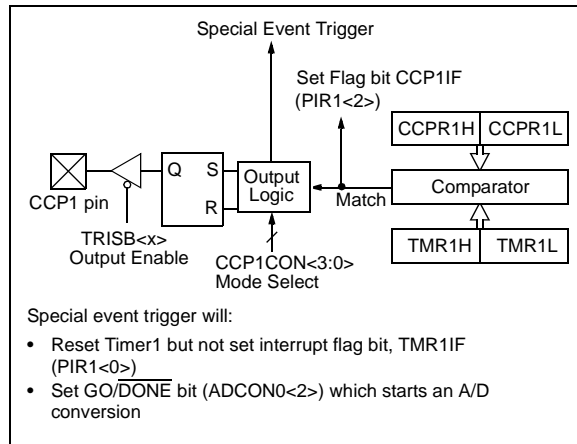 Special Event Trigger
Set Flag bit CCP1IF
(PIR1<2>)
CCPR1H CCPR1L
Q S
R
Output
Logic
Match
Comparator
CCP1 pin
TRISB<x>
Output Enable
CCP1CON<3:0>
Mode Select
TMR1H TMR1L
Special event trigger will:
• Reset Timer1 but not set interrupt flag bit, TMR1IF
(PIR1<0>)
• Set GO/DONE bit (ADCON0<2>) which starts an A/D
conversion